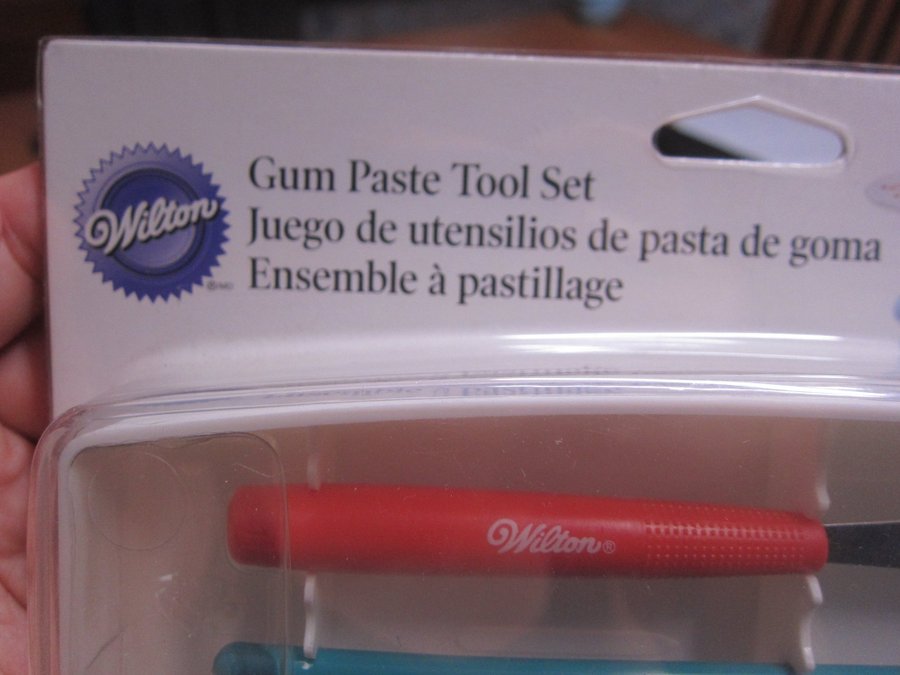 Wilton
Gum Paste Tool Set
Juego de utensilios de pasta de goma
Ensemble à pastillage
Wilton®